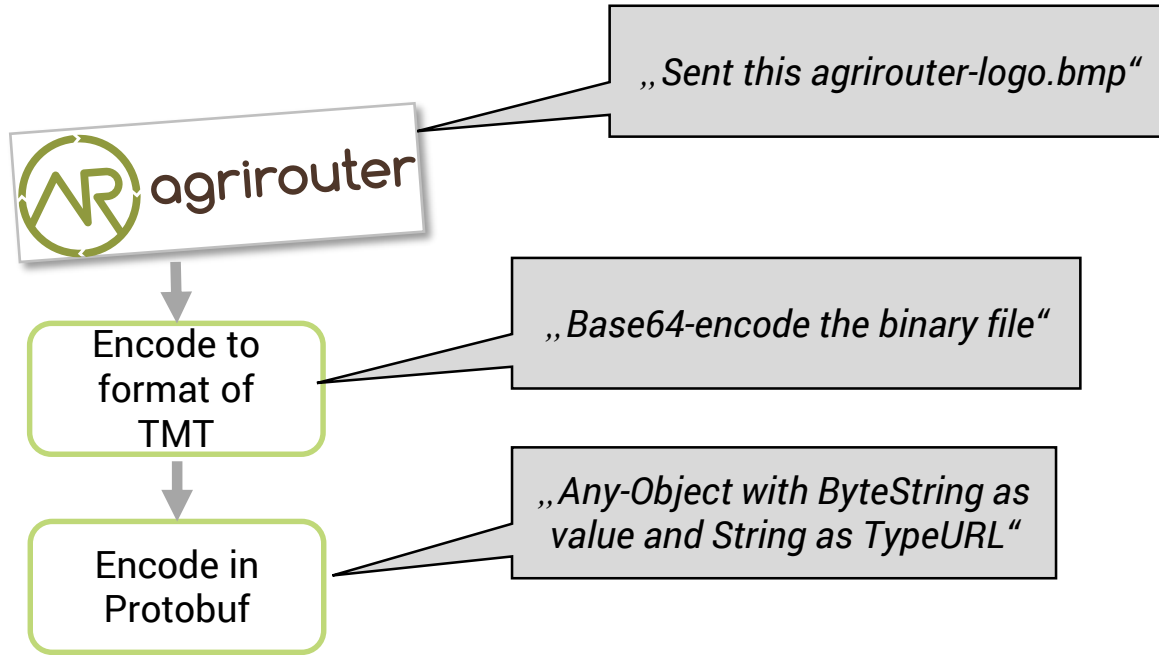 „Sent this agrirouter-logo.bmp“
AR agrirouter
„Base64-encode the binary file“
Encode to
format of
TMT
„Any-Object with ByteString as
value and String as TypeURL“
Encode in
Protobuf